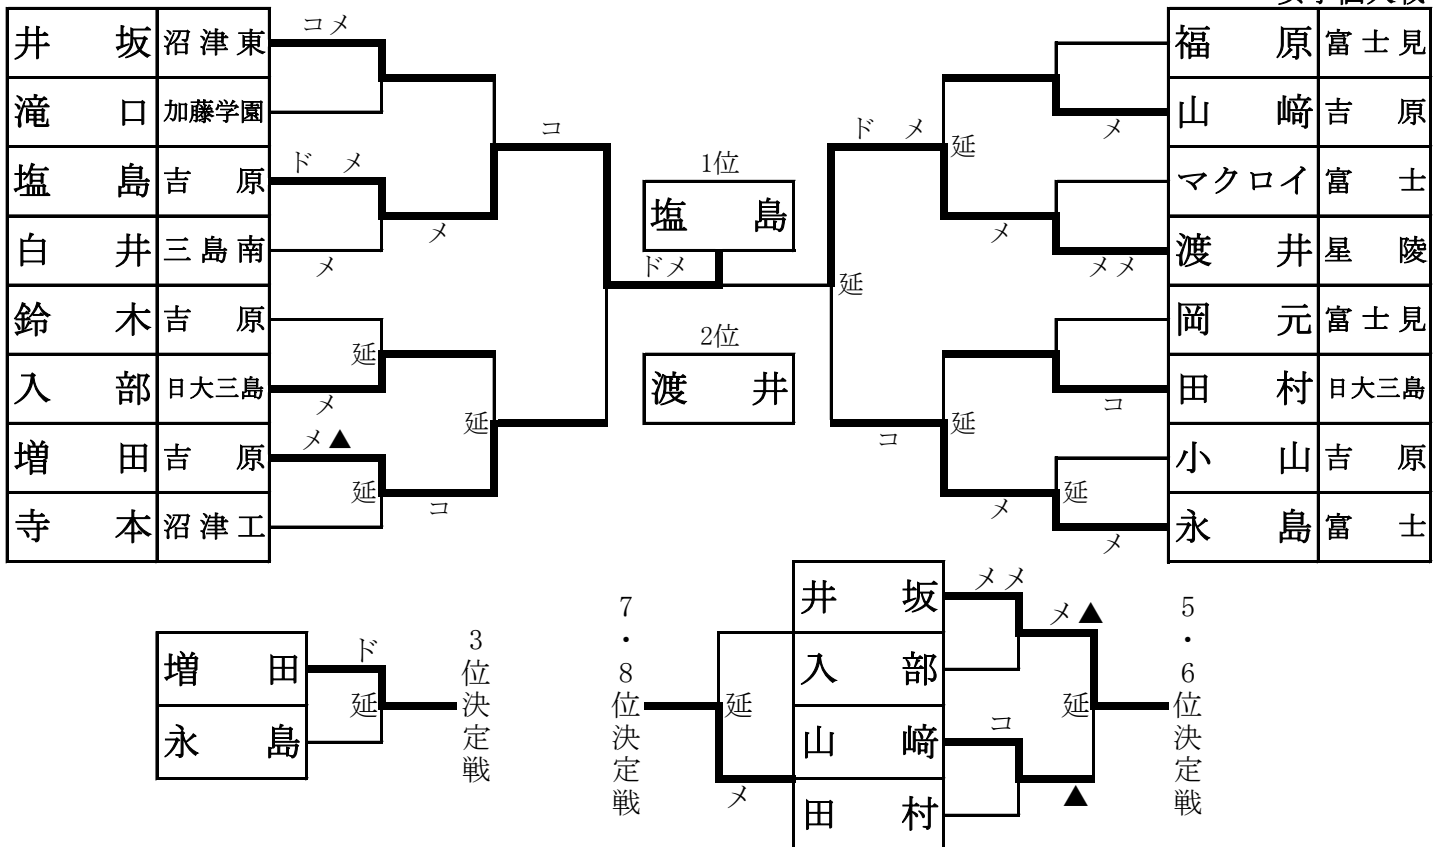 井坂 沼津東
滝口 加藤学園
塩島 吉原
白井 三島南
鈴木 吉原
入部 日大三島
増田 吉原
寺本 沼津工
コメ
ドメ
メ
メ
延
メ
メ▲
延
コ
延
コ
1位
塩島
ドメ
2位
渡井
延
ドメ
延
メ
メ
メメ
コ
延
コ
メ
延
メ
福原 富士見
山﨑 吉原
マクロイ 富士
渡井 星陵
岡元 富士見
田村 日大三島
小山 吉原
永島 富士
増田
永島
ド
延
3位決定戦
7・8位決定戦
延
メ
井坂
入部
山﨑
田村
メメ
コ
メ▲
延
▲
5・6位決定戦